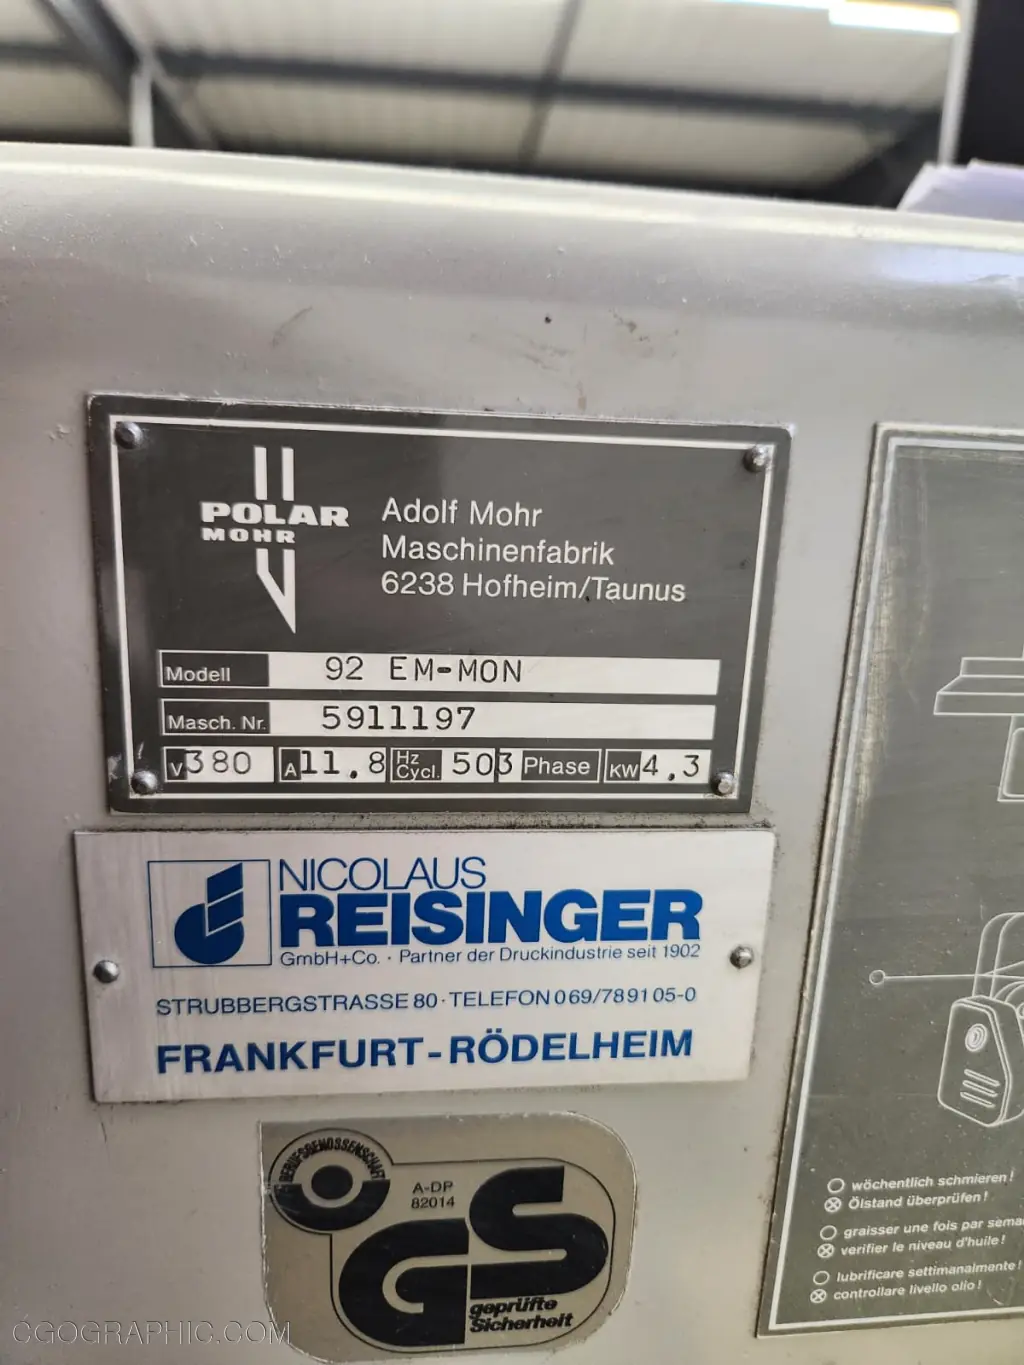 POLAR
MOHR
Adolf Mohr
Maschinenfabrik
6238 Hofheim/Taunus
Modell 92 EM-MON
Masch. Nr. 5911197
V 380 A 11,8 Hz Cycl. 50 3 Phase KW 4,3
NICOLAUS
REISINGER
GmbH+Co. · Partner der Druckindustrie seit 1902
STRUBBERGSTRASSE 80 · TELEFON 069/789105-0
FRANKFURT-RÖDELHEIM
BERUFSGENOSSENSCHAFT
A-DP
82014
GS
geprüfte
Sicherheit
wöchentlich schmieren!
Ölstand überprüfen!
graisser une fois par
verifier le niveau d'huile!
lubrificare settimanalmente!
controllare livello olio!
CGOGRAPHIC.COM